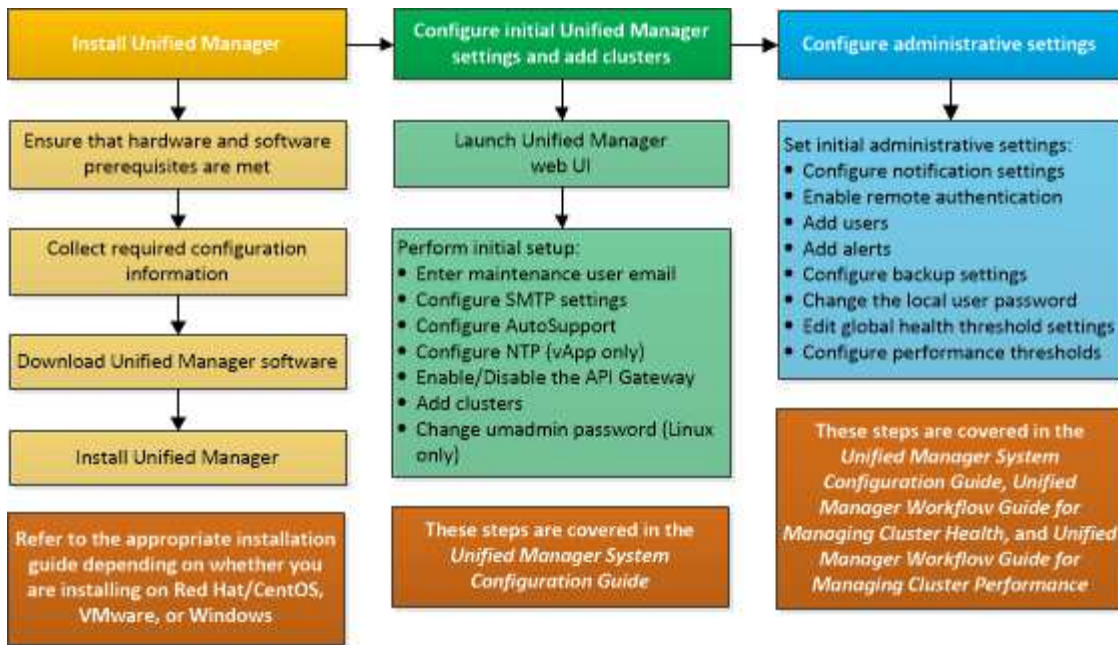 Install Unified Manager
Ensure that hardware and software
prerequisites are met
Collect required configuration
information
Download Unified Manager software
Install Unified Manager
Refer to the appropriate installation
guide depending on whether you
are installing on Red Hat/CentOS,
VMware, or Windows
Configure initial Unified Manager
settings and add clusters
Launch Unified Manager
web UI
Perform initial setup:
• Enter maintenance user email
• Configure SMTP settings
• Configure AutoSupport
• Configure NTP (vApp only)
• Enable/Disable the API Gateway
• Add clusters
• Change umadmin password (Linux
only)
These steps are covered in the
Unified Manager System
Configuration Guide
Configure administrative settings
Set initial administrative settings:
• Configure notification settings
• Enable remote authentication
• Add users
• Add alerts
• Configure backup settings
• Change the local user password
• Edit global health threshold settings
• Configure performance thresholds
These steps are covered in the
Unified Manager System
Configuration Guide, Unified
Manager Workflow Guide for
Managing Cluster Health, and Unified
Manager Workflow Guide for
Managing Cluster Performance